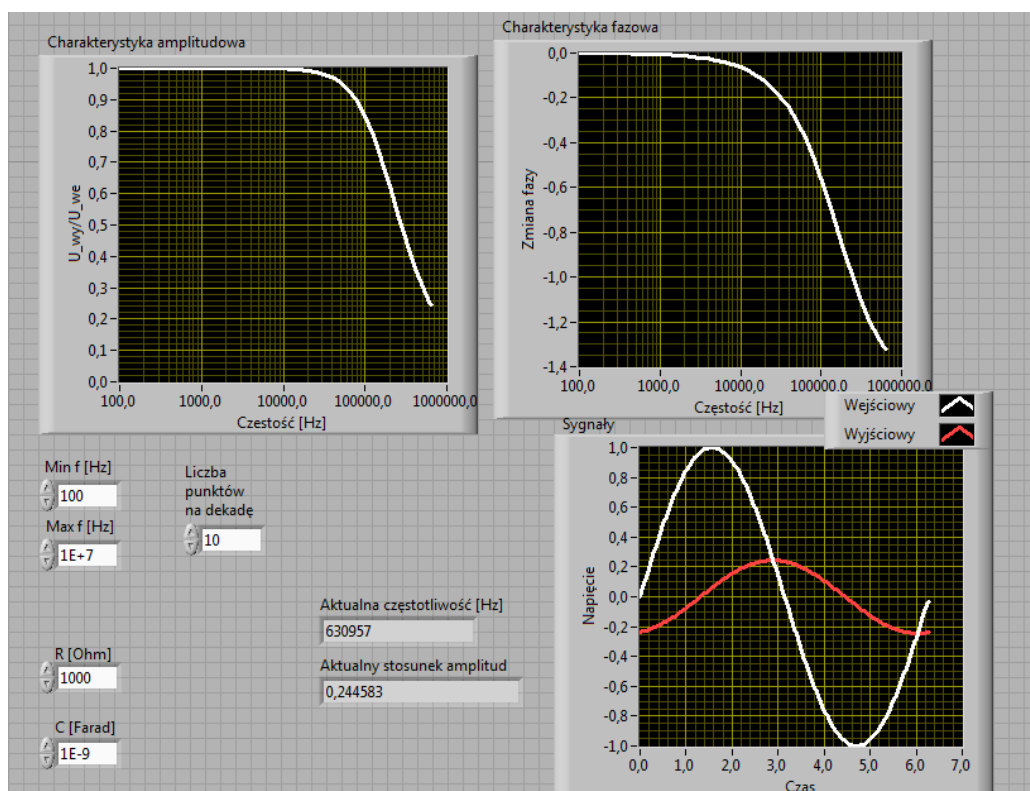 Charakterystyka amplitudowa
U_wy/U_we
1,0
0,9
0,8
0,7
0,6
0,5
0,4
0,3
0,2
0,1
0,0
100,0 1000,0 10000,0 100000,0 1000000,0
Czestość [Hz]
Charakterystyka fazowa
Zmiana fazy
0,0
-0,2
-0,4
-0,6
-0,8
-1,0
-1,2
-1,4
100,0 1000,0 10000,0 100000,0 1000000,0
Częstość [Hz]
Wejściowy
Wyjściowy
Sygnały
Napięcie
1,0
0,8
0,6
0,4
0,2
0,0
-0,2
-0,4
-0,6
-0,8
-1,0
0,0 1,0 2,0 3,0 4,0 5,0 6,0 7,0
Czas
Min f [Hz]
100
Max f [Hz]
1E+7
Liczba
punktów
na dekadę
10
R [Ohm]
1000
C [Farad]
1E-9
Aktualna częstotliwość [Hz]
630957
Aktualny stosunek amplitud
0,244583